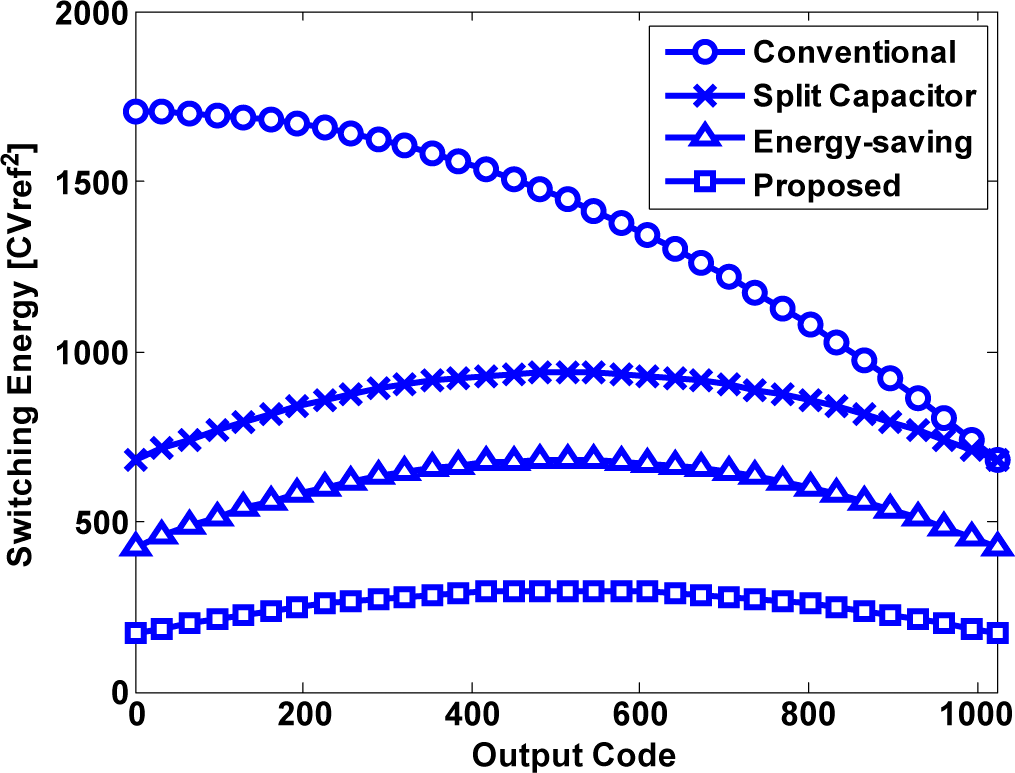 2000
1500
1000
500
0
Switching Energy [CVref²]
Conventional
Split Capacitor
Energy-saving
Proposed
0 200 400 600 800 1000
Output Code